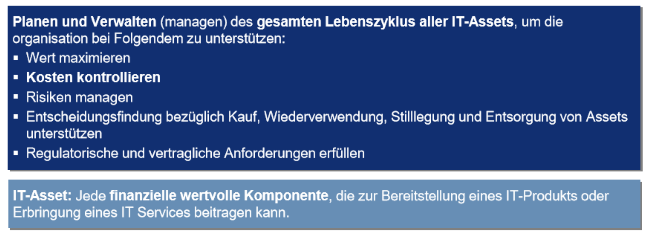 Planen und Verwalten (managen) des gesamten Lebenszyklus aller IT-Assets, um die
organisation bei Folgendem zu unterstützen:
▪ Wert maximieren
▪ Kosten kontrollieren
▪ Risiken managen
▪ Entscheidungsfindung bezüglich Kauf, Wiederverwendung, Stilllegung und Entsorgung von Assets
unterstützen
▪ Regulatorische und vertragliche Anforderungen erfüllen
IT-Asset: Jede finanzielle wertvolle Komponente, die zur Bereitstellung eines IT-Produkts oder
Erbringung eines IT Services beitragen kann.